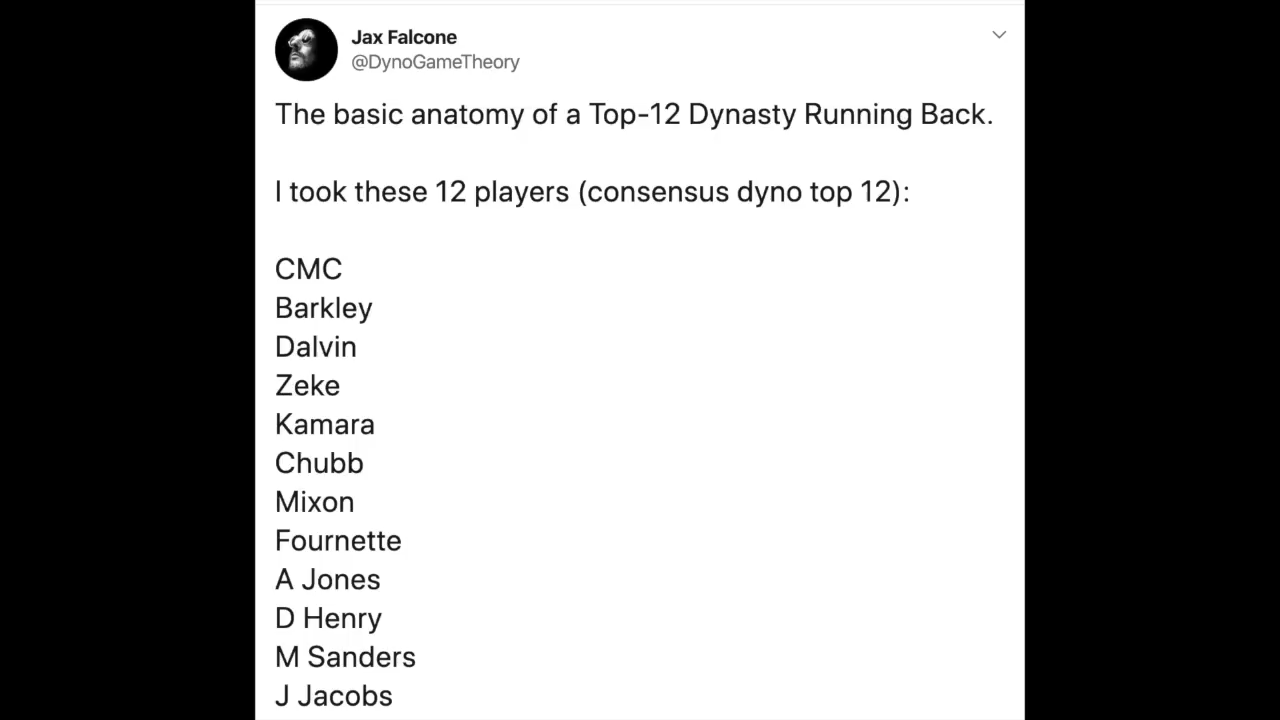 Jax Falcone
@DynoGameTheory
The basic anatomy of a Top-12 Dynasty Running Back.
I took these 12 players (consensus dyno top 12):
CMC
Barkley
Dalvin
Zeke
Kamara
Chubb
Mixon
Fournette
A Jones
D Henry
M Sanders
J Jacobs